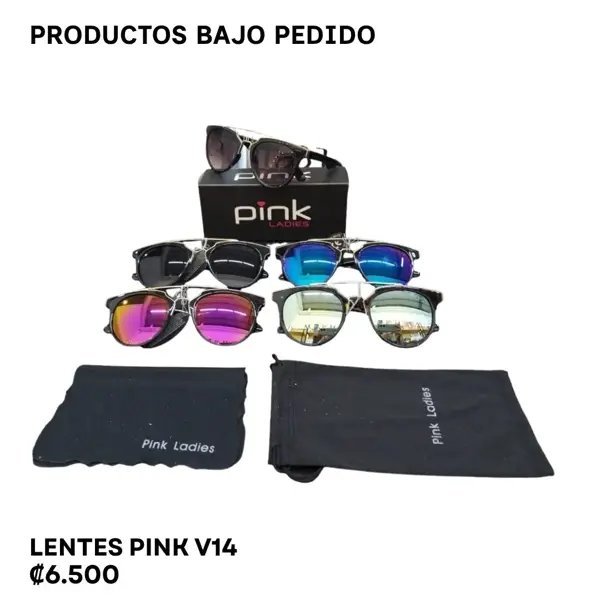 PRODUCTOS BAJO PEDIDO
pink
LADIES
Pink Ladies
Pink Ladies
LENTES PINK V14
₡6.500